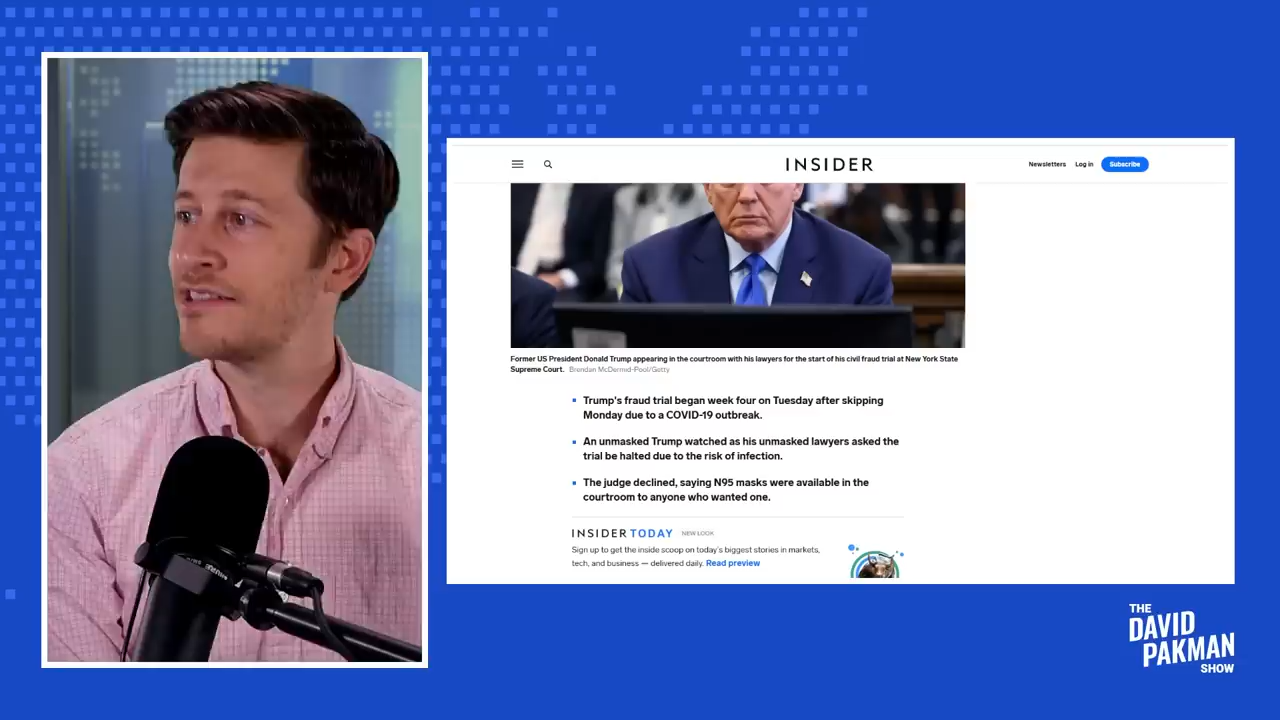 INSIDER
Newsletters Log in Subscribe
Former US President Donald Trump appearing in the courtroom with his lawyers for the start of his civil fraud trial at New York State
Supreme Court. Brendan McDermid-Pool/Getty
Trump's fraud trial began week four on Tuesday after skipping
Monday due to a COVID-19 outbreak.
An unmasked Trump watched as his unmasked lawyers asked the
trial be halted due to the risk of infection.
The judge declined, saying N95 masks were available in the
courtroom to anyone who wanted one.
INSIDER TODAY NEW LOOK
Sign up to get the inside scoop on today's biggest stories in markets,
tech, and business — delivered daily. Read preview
THE
DAVID
PAKMAN
SHOW